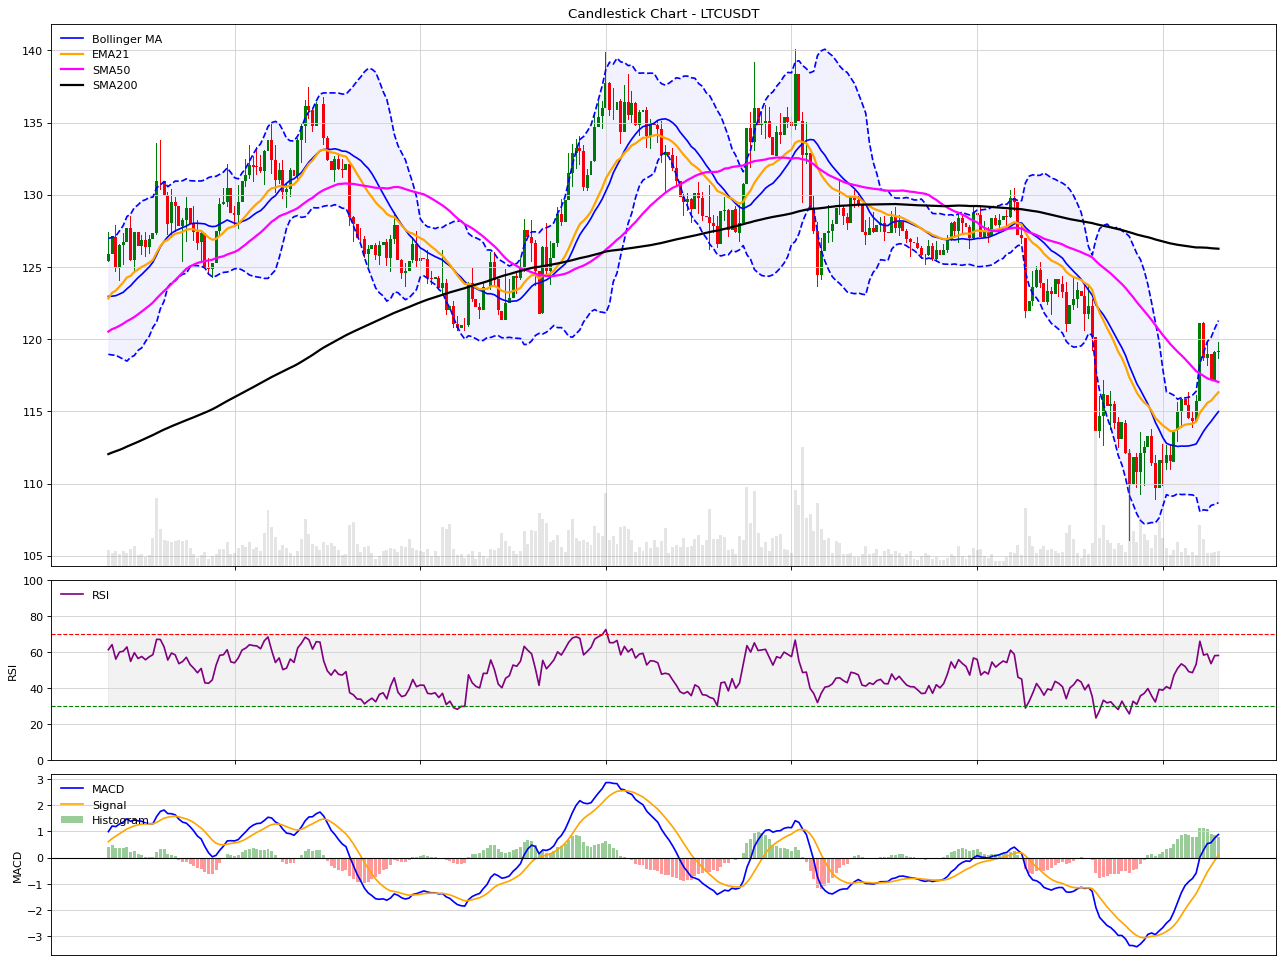 Candlestick Chart - LTCUSDT
Bollinger MA
EMA21
SMA50
SMA200
140
135
130
125
120
115
110
105
100
80
60
40
20
0
RSI
RSI
3
2
1
0
−1
−2
−3
MACD
MACD
Signal
Histogram